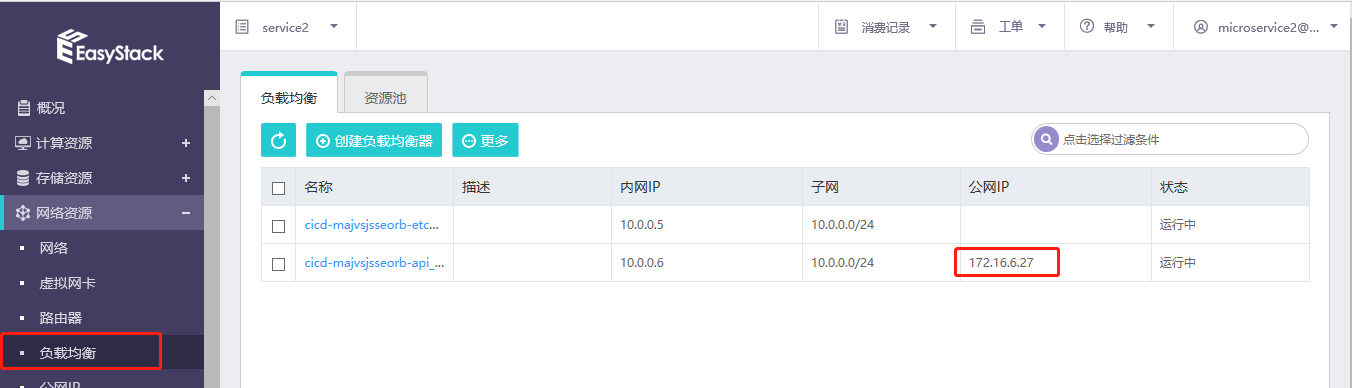 EasyStack
service2
消费记录
工单
帮助
microservice2@...
概况
计算资源
存储资源
网络资源
网络
虚拟网卡
路由器
负载均衡
公网IP
负载均衡
资源池
创建负载均衡器
更多
点击选择过滤条件
名称 描述 内网IP 子网 公网IP 状态
cicd-majvsjsseorb-etc... 10.0.0.5 10.0.0.0/24 运行中
cicd-majvsjsseorb-api_... 10.0.0.6 10.0.0.0/24 172.16.6.27 运行中